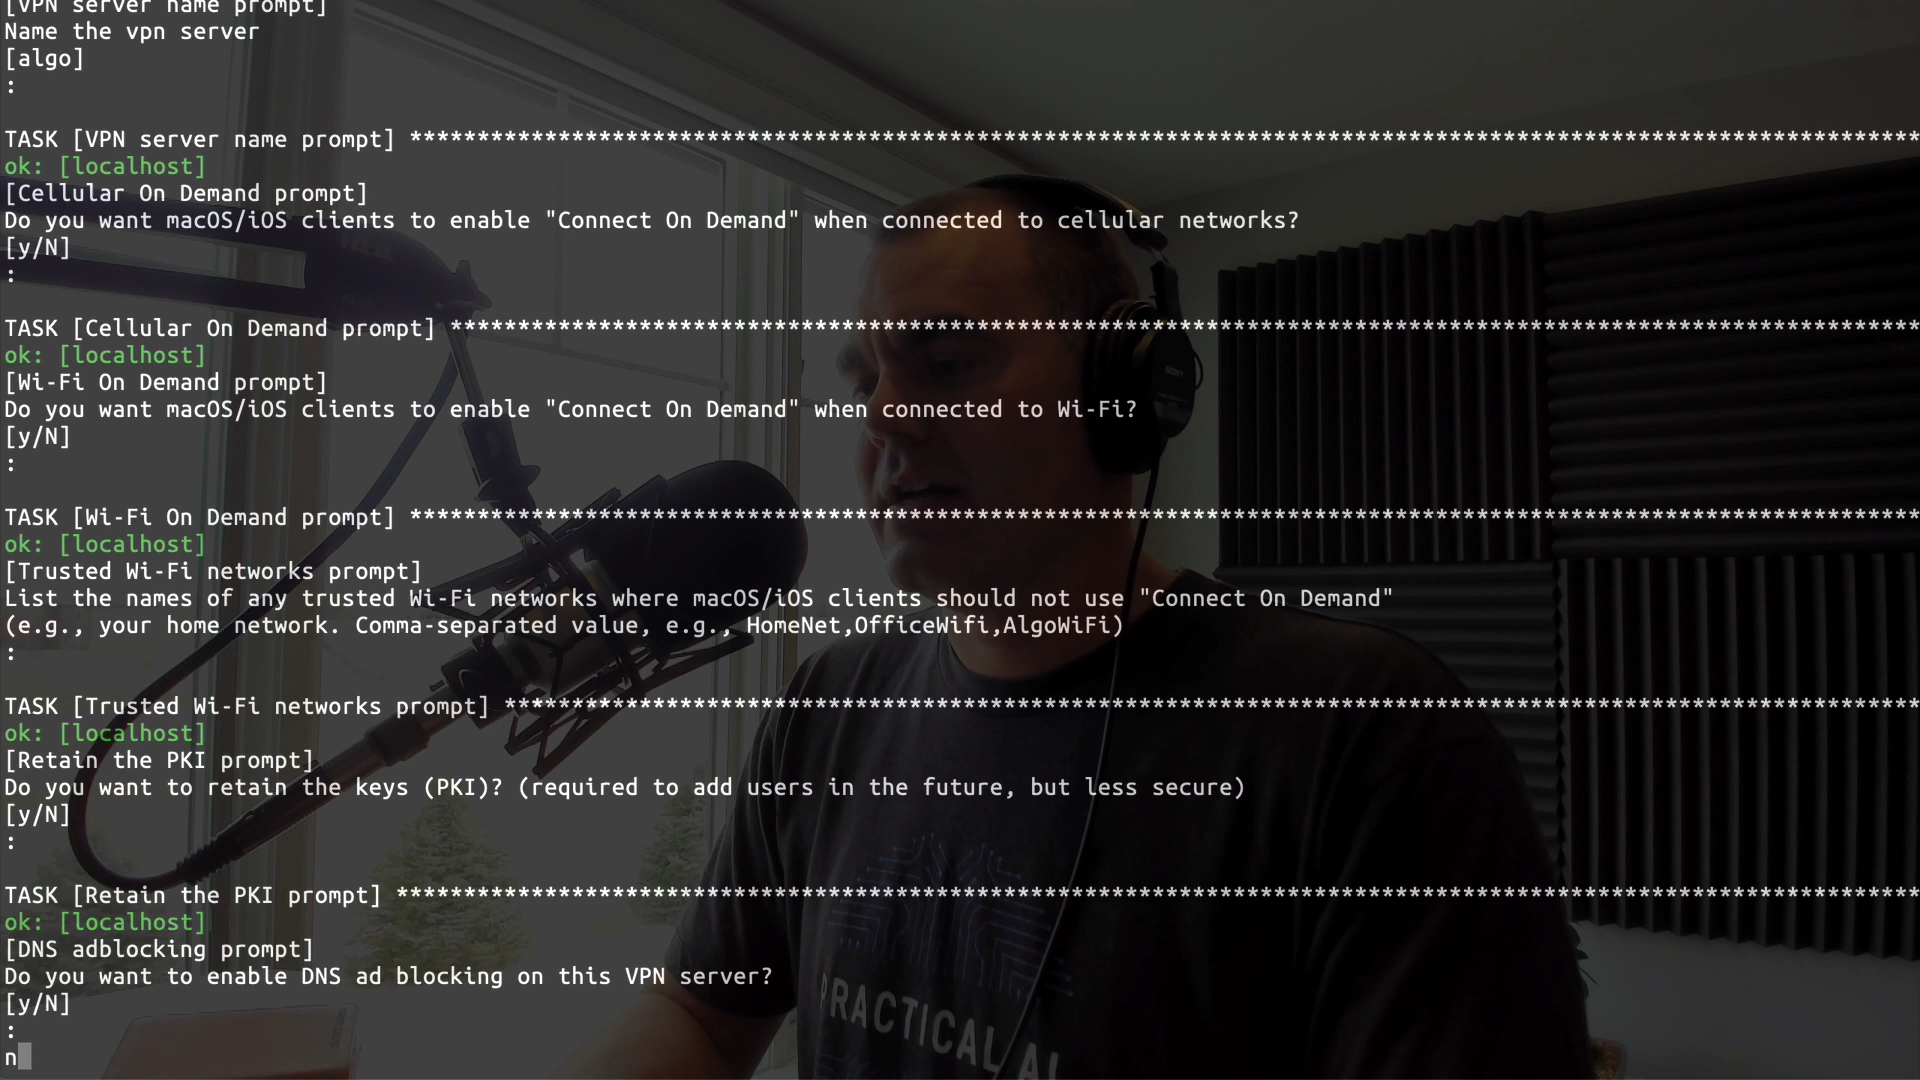 [VPN server name prompt]
Name the vpn server
[algo]
:
TASK [VPN server name prompt] ****************************************************************************************************************
ok: [localhost]
[Cellular On Demand prompt]
Do you want macOS/iOS clients to enable "Connect On Demand" when connected to cellular networks?
[y/N]
:
TASK [Cellular On Demand prompt] *************************************************************************************************************
ok: [localhost]
[Wi-Fi On Demand prompt]
Do you want macOS/iOS clients to enable "Connect On Demand" when connected to Wi-Fi?
[y/N]
:
TASK [Wi-Fi On Demand prompt] ****************************************************************************************************************
ok: [localhost]
[Trusted Wi-Fi networks prompt]
List the names of any trusted Wi-Fi networks where macOS/iOS clients should not use "Connect On Demand"
(e.g., your home network. Comma-separated value, e.g., HomeNet,OfficeWifi,AlgoWiFi)
:
TASK [Trusted Wi-Fi networks prompt] *********************************************************************************************************
ok: [localhost]
[Retain the PKI prompt]
Do you want to retain the keys (PKI)? (required to add users in the future, but less secure)
[y/N]
:
TASK [Retain the PKI prompt] *****************************************************************************************************************
ok: [localhost]
[DNS adblocking prompt]
Do you want to enable DNS ad blocking on this VPN server?
[y/N]
:
n
SONY
PRACTICAL AI